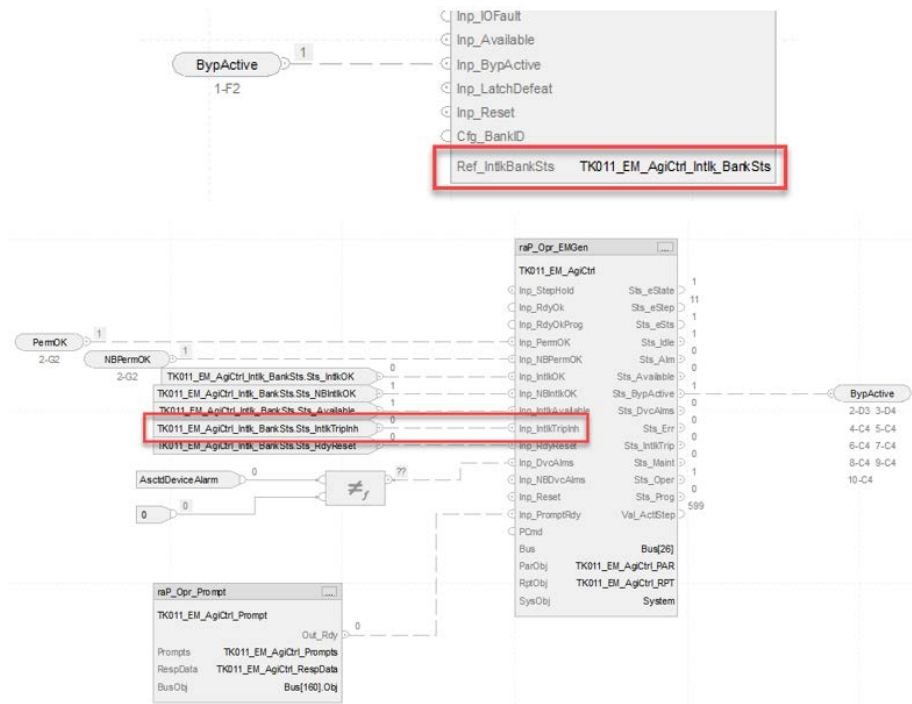 Inp_IOFault
Inp_Available
BypActive 1 Inp_BypActive
1-F2
Inp_LatchDefeat
Inp_Reset
Cfg_BankID
Ref_IntlkBankSts TK011_EM_AgiCtrl_Intlk_BankSts
raP_Opr_EMGen ...
TK011_EM_AgiCtrl
Inp_StepHold Sts_eState 1
Inp_RdyOk Sts_eStep 11
Inp_RdyOkProg Sts_eSts 1
PermOK 1 Inp_PermOK Sts_Idle 1
2-G2
NBPermOK 1 Inp_NBPermOK Sts_Alm 0
2-G2
TK011_EM_AgiCtrl_Intlk_BankSts.Sts_IntlkOK 0 Inp_IntlkOK Sts_Available 0
TK011_EM_AgiCtrl_Intlk_BankSts.Sts_NBIntlkOK 1 Inp_NBIntlkOK Sts_BypActive 1 BypActive
TK011_EM_AgiCtrl_Intlk_BankSts.Sts_Available 0 Inp_IntlkAvailable Sts_DvcAlms 0 2-D3 3-D4
TK011_EM_AgiCtrl_Intlk_BankSts.Sts_IntlkTripInh 0 Inp_IntlkTripInh Sts_Err 0 4-C4 5-C4
TK011_EM_AgiCtrl_Intlk_BankSts.Sts_RdyReset 0 Inp_RdyReset Sts_IntlkTrip 0 6-C4 7-C4
Inp_DvcAlms Sts_Maint 0 8-C4 9-C4
AsctdDeviceAlarm 0 ≠f ?? Inp_NBDvcAlms Sts_Oper 1 10-C4
Inp_Reset Sts_Prog 0
0 0 Inp_PromptRdy Val_ActlStep 599
PCmd
Bus Bus[26]
ParObj TK011_EM_AgiCtrl_PAR
RptObj TK011_EM_AgiCtrl_RPT
SysObj System
raP_Opr_Prompt ...
TK011_EM_AgiCtrl_Prompt
Out_Rdy 0
Prompts TK011_EM_AgiCtrl_Prompts
RespData TK011_EM_AgiCtrl_RespData
BusObj Bus[160].Obj